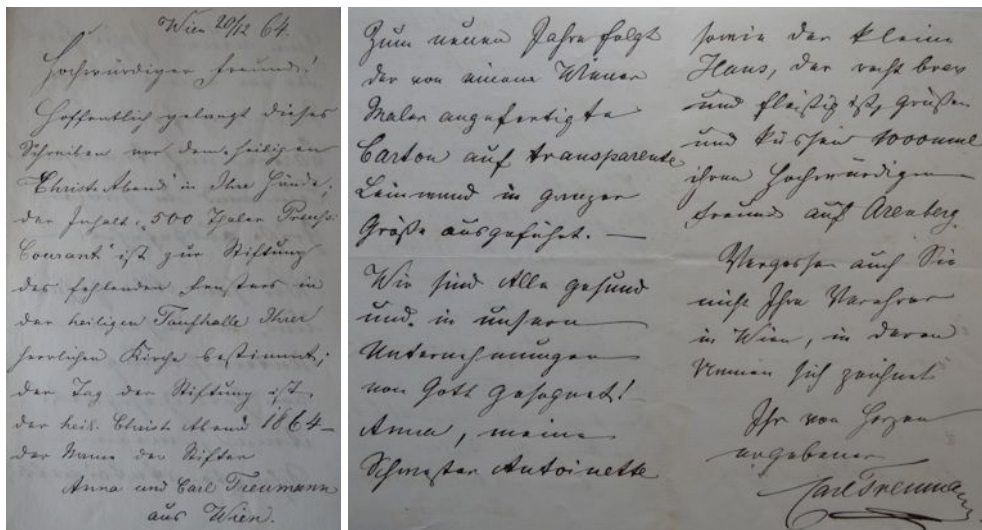 Wien 20/12 64.
Hochwürdiger Freund!
Hoffentlich gelangt dieses
Schreiben vor dem heiligen
Christ Abend in Ihre Hände;
der Inhalt: 500 Thaler Preuß:
Courant ist zur Stiftung
des fehlenden Fensters in
der heiligen Taufhalle Ihrer
herrlichen Kirche bestimmt;
der Tag der Stiftung ist
der heil. Christ Abend 1864 —
der Name der Stifter
Anna und Carl Treumann
aus Wien.
Zum neuen Jahre folgt
der von einem Wiener
Maler angefertigte
Carton auf transparente
Leinwand in ganzer
Größe ausgeführt. —
Wir sind Alle gesund
und in unsern
Unternehmungen
von Gott gesegnet!
Anna, meine
Schwester Antoinette
sowie der kleine
Hans, der recht brav
und fleißig ist, grüßen
und küssen 1000mal
ihren Hochwürdigen
Freund auf Arenberg.
Vergessen auch Sie
nicht Ihre Verehrer
in Wien, in deren
Namen sich zeichnet
Ihr von Herzen
ergebener
Carl Treumann